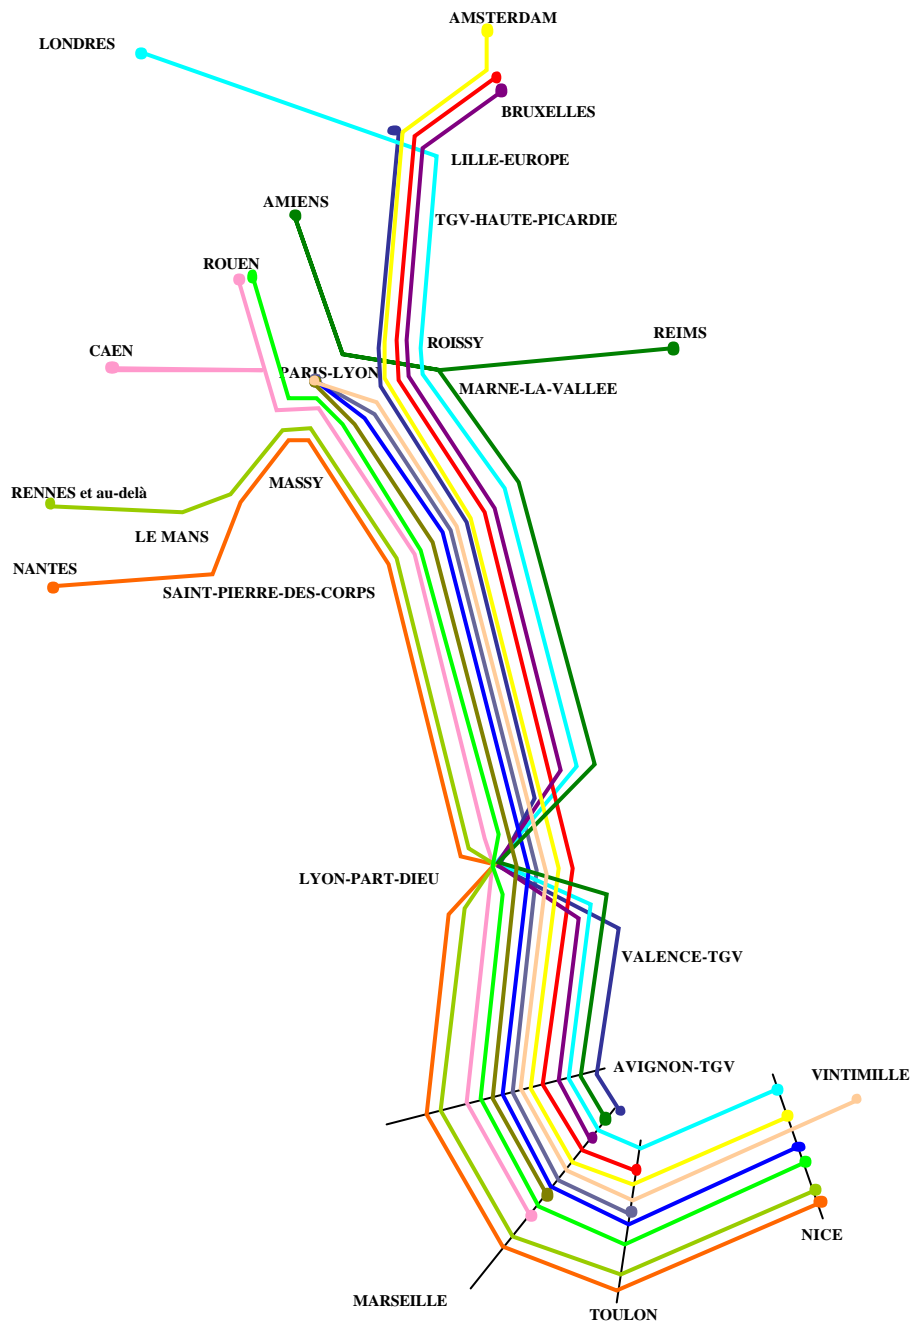 AMSTERDAM
LONDRES
BRUXELLES
LILLE-EUROPE
AMIENS
TGV-HAUTE-PICARDIE
ROUEN
REIMS
ROISSY
CAEN
PARIS-LYON
MARNE-LA-VALLEE
MASSY
RENNES et au-delà
LE MANS
NANTES
SAINT-PIERRE-DES-CORPS
LYON-PART-DIEU
VALENCE-TGV
AVIGNON-TGV
VINTIMILLE
NICE
MARSEILLE
TOULON